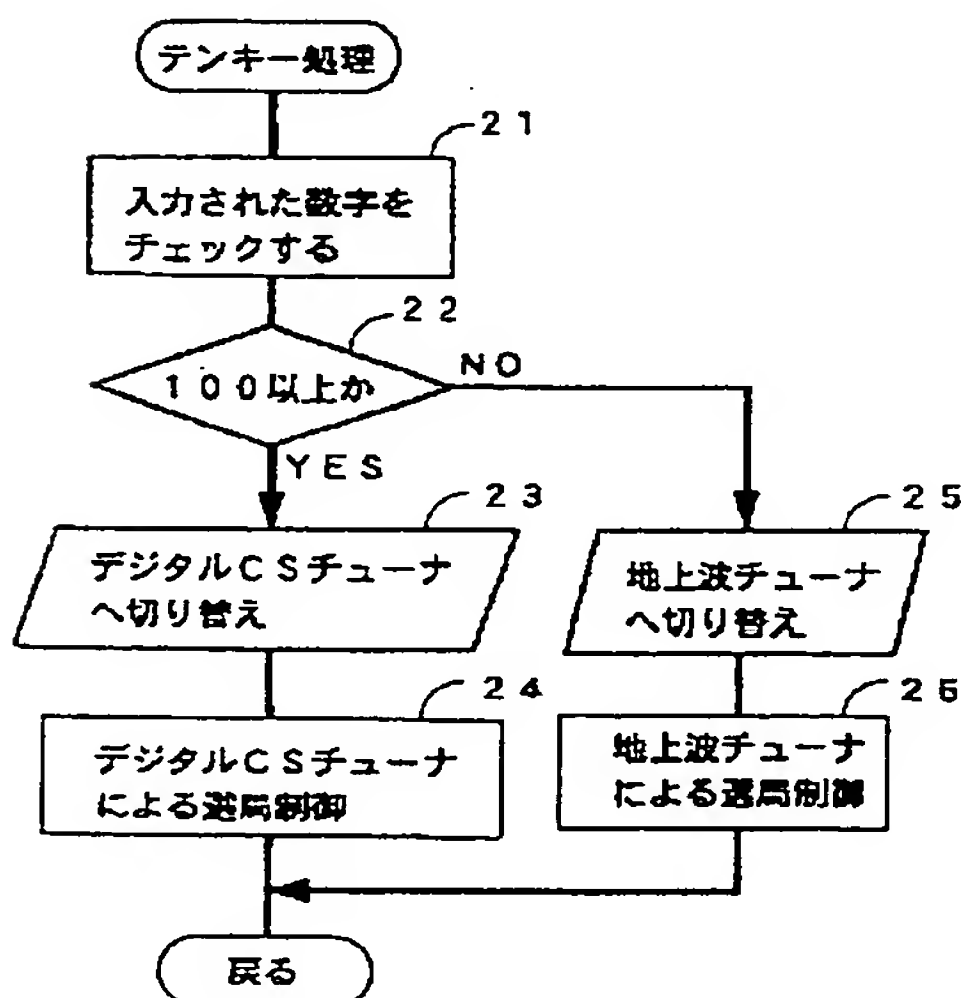 テンキー処理
21
入力された数字を
チェックする
22
100以上か
NO
YES
23
デジタルCSチューナ
へ切り替え
25
地上波チューナ
へ切り替え
24
デジタルCSチューナ
による選局制御
26
地上波チューナ
による選局制御
戻る